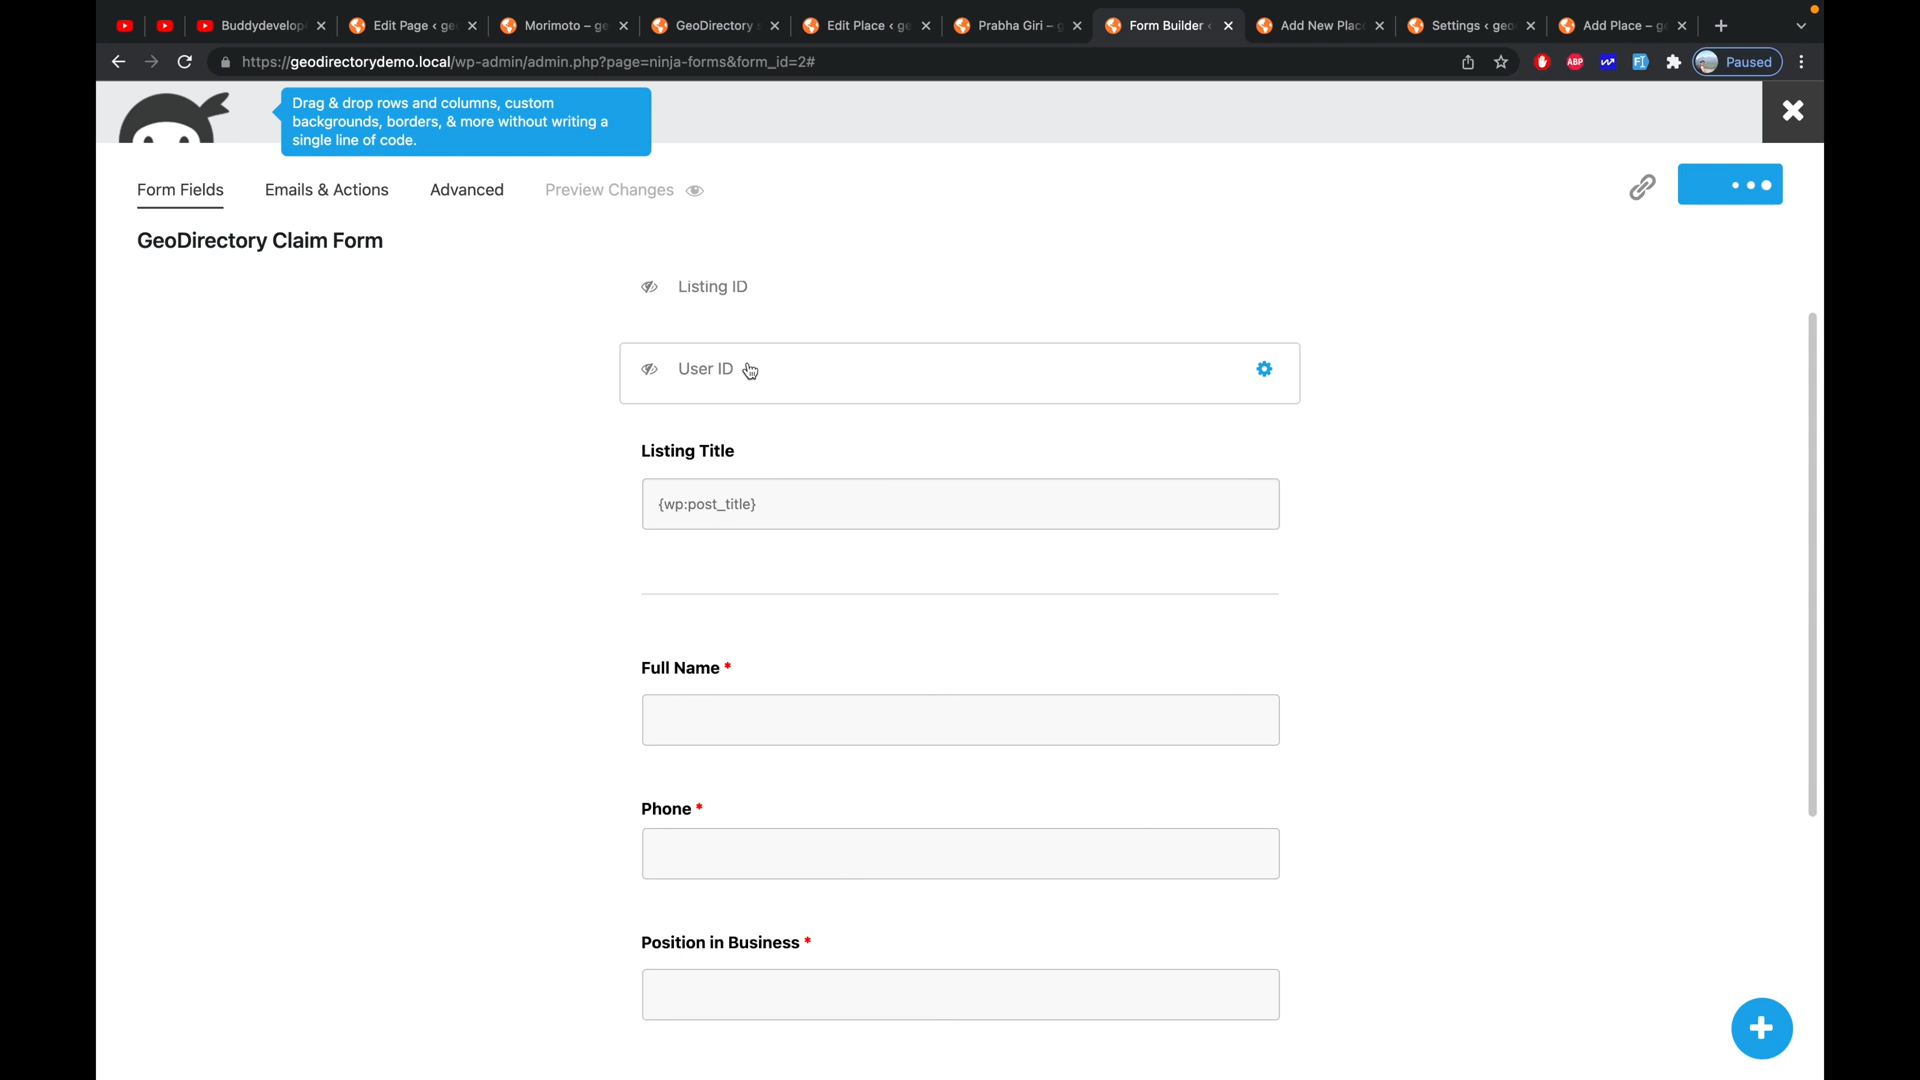 Buddydevelop
Edit Page ‹ ge
Morimoto – ge
GeoDirectory s
Edit Place ‹ ge
Prabha Giri – g
Form Builder ‹
Add New Plac
Settings ‹ geo
Add Place – g
https://geodirectorydemo.local/wp-admin/admin.php?page=ninja-forms&form_id=2#
ABP
Paused
Drag & drop rows and columns, custom
backgrounds, borders, & more without writing a
single line of code.
Form Fields
Emails & Actions
Advanced
Preview Changes
GeoDirectory Claim Form
Listing ID
User ID
Listing Title
{wp:post_title}
Full Name *
Phone *
Position in Business *